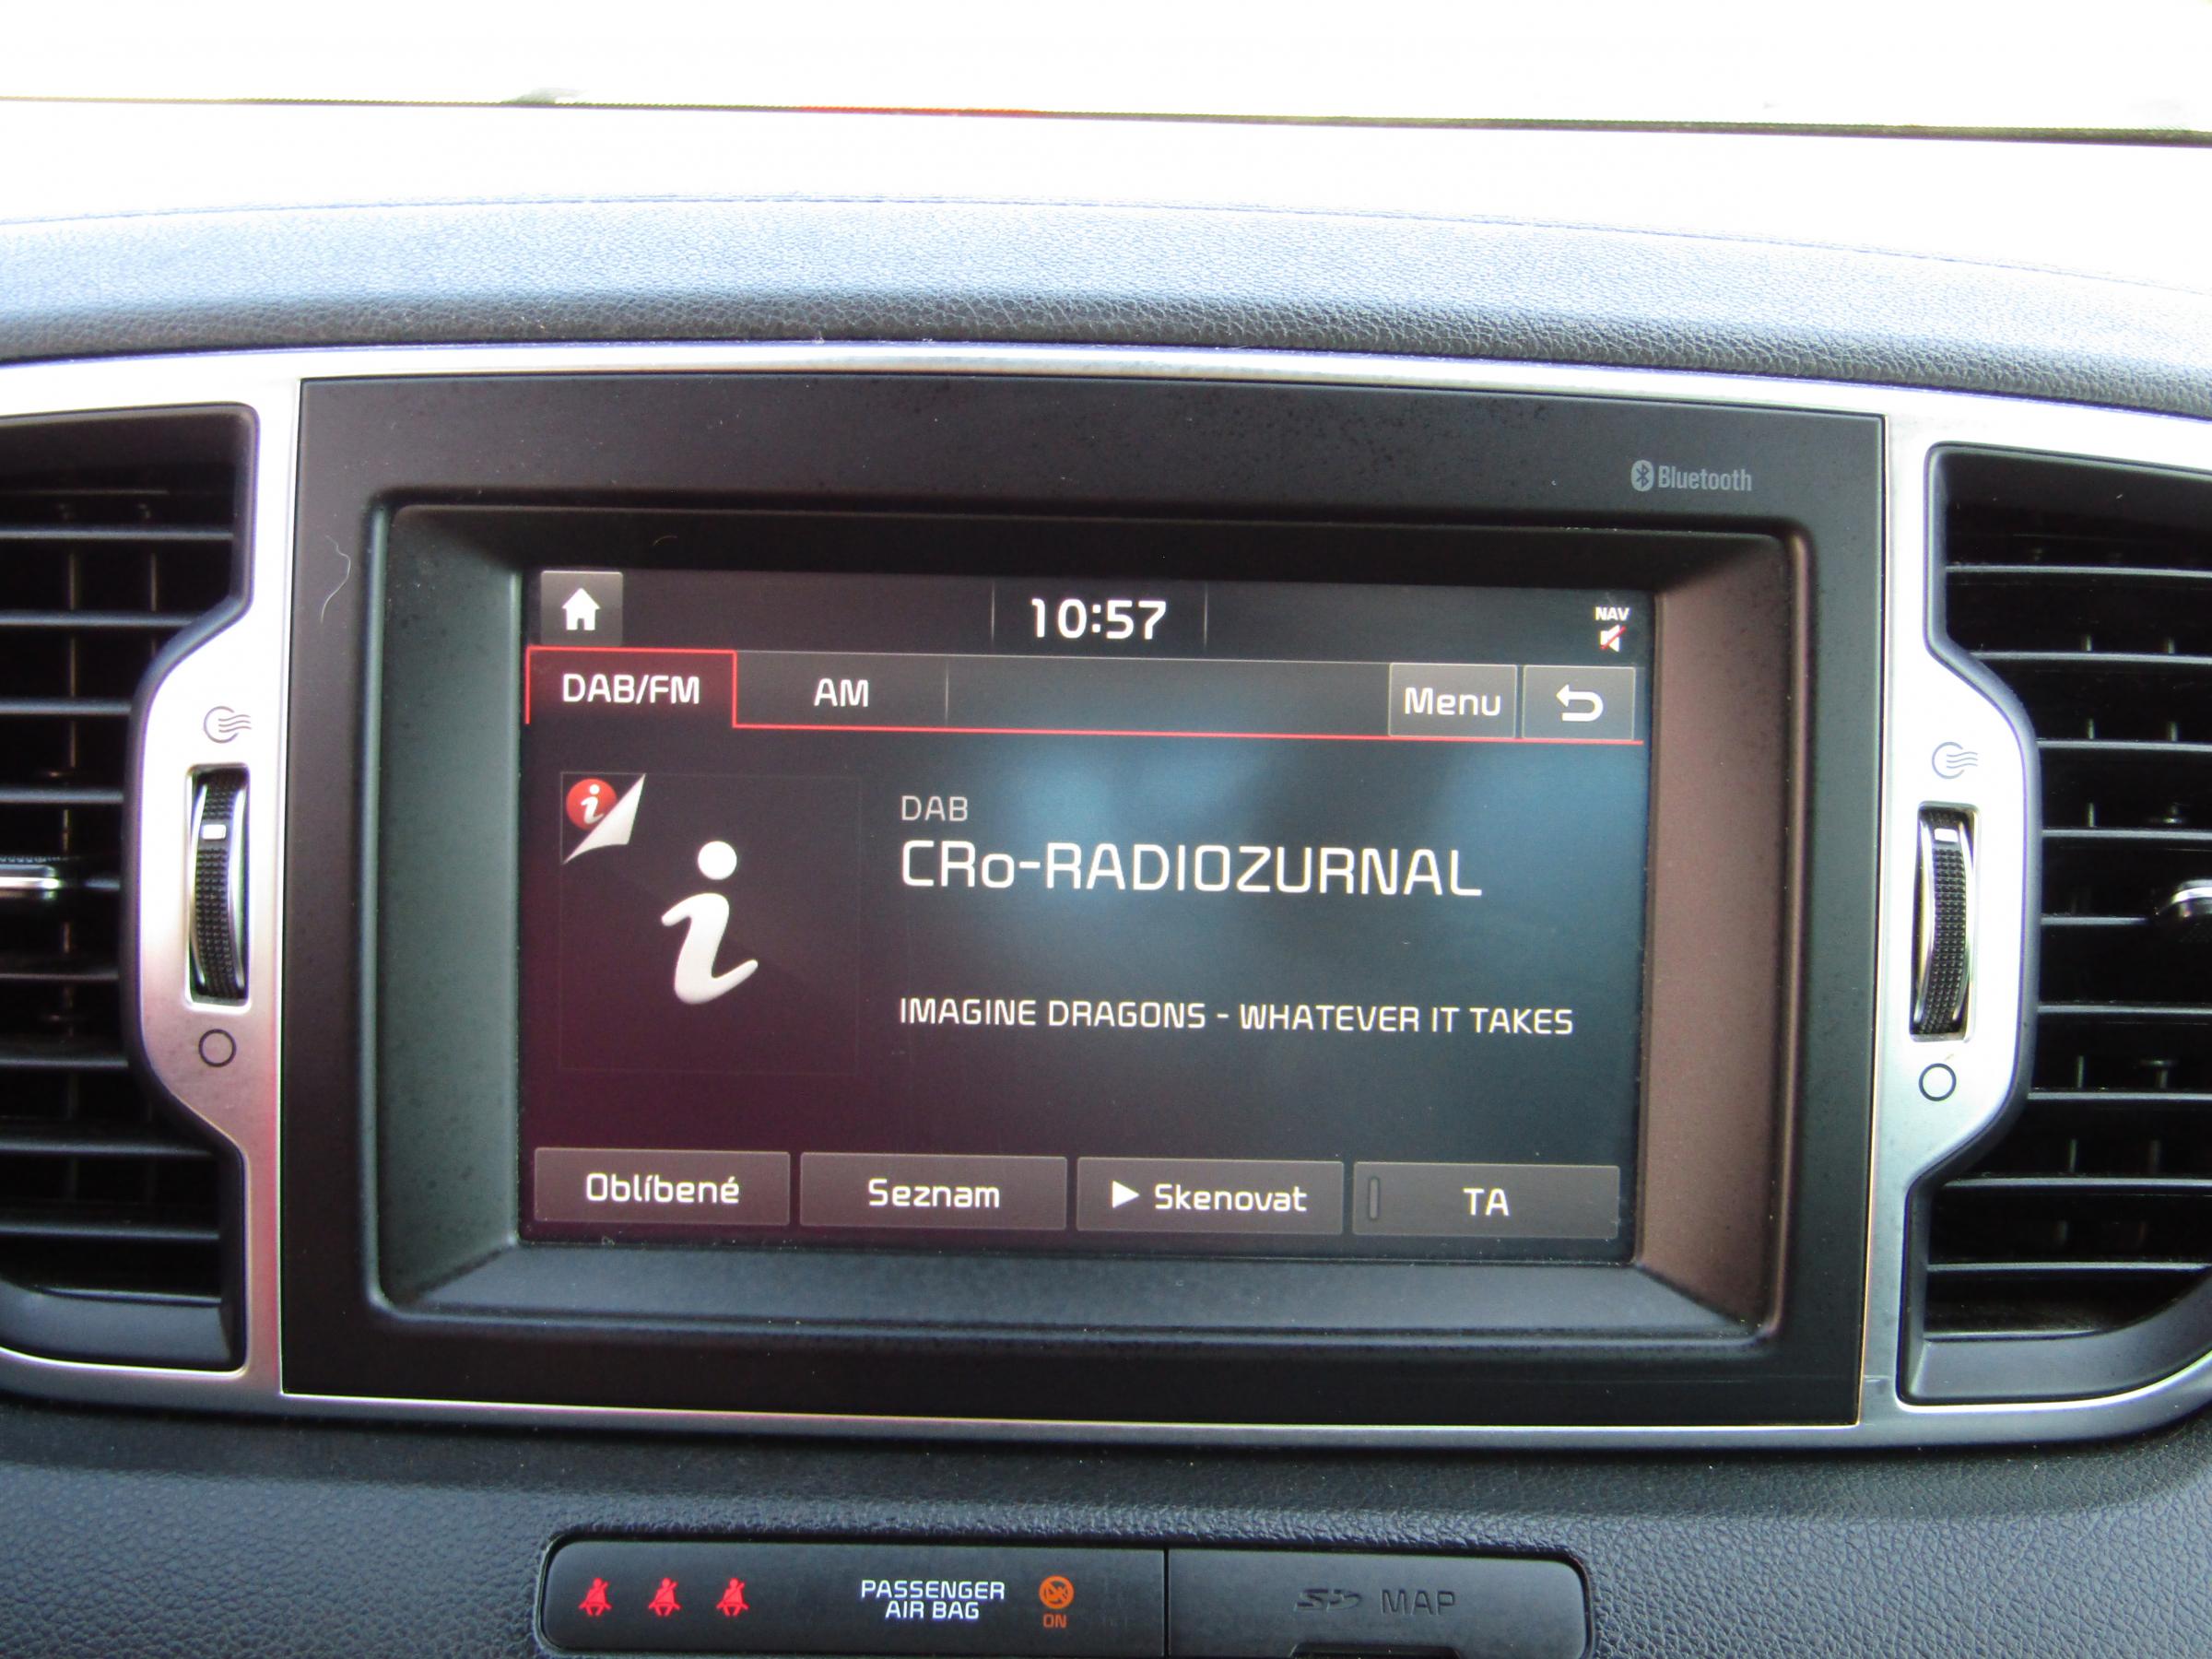 Bluetooth
10:57
NAV
DAB/FM
AM
Menu
DAB
CRo-RADIOZURNAL
IMAGINE DRAGONS - WHATEVER IT TAKES
Oblíbené
Seznam
Skenovat
TA
PASSENGER
AIR BAG
ON
SD MAP